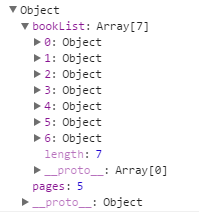 Object
bookList: Array[7]
0: Object
1: Object
2: Object
3: Object
4: Object
5: Object
6: Object
length: 7
__proto__: Array[0]
pages: 5
__proto__: Object